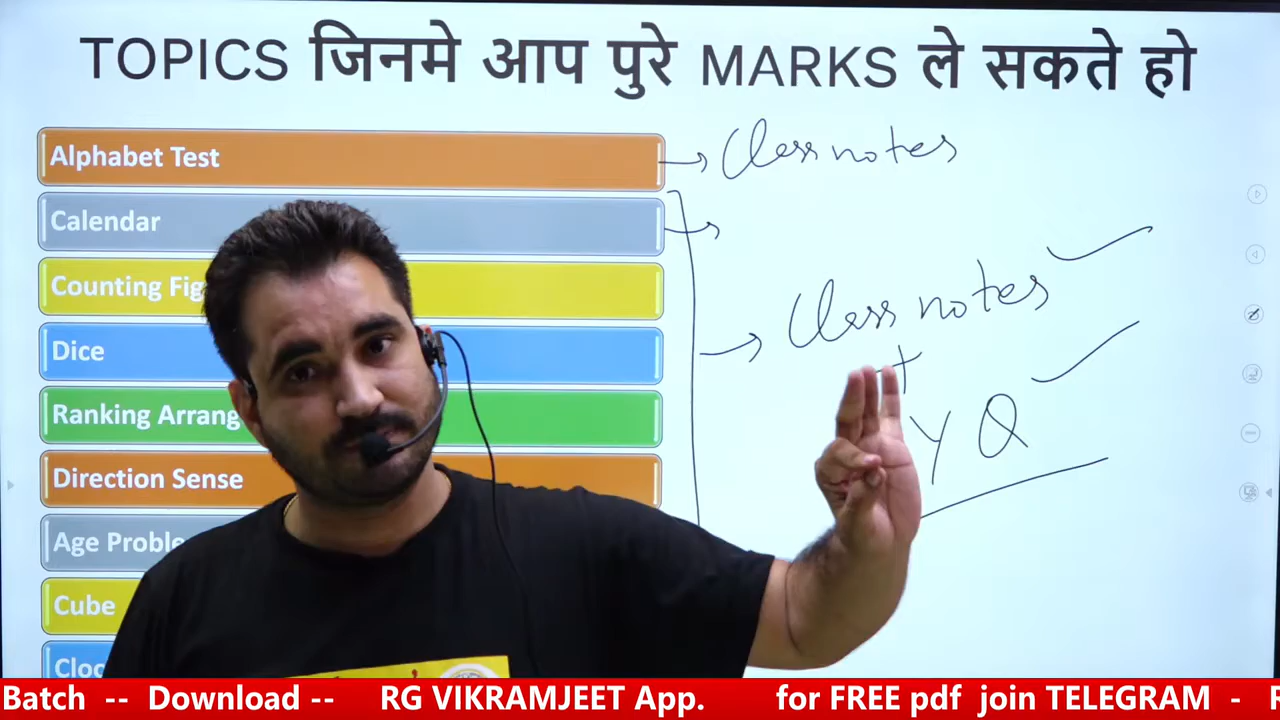 TOPICS जिनमे आप पुरे MARKS ले सकते हो
Alphabet Test
Class notes
Calendar
Counting Fig
Class notes
+
Dice
Y Q
Ranking Arrang
Direction Sense
Age Proble
Cube
Cloc
Batch -- Download -- RG VIKRAMJEET App. for FREE pdf join TELEGRAM -